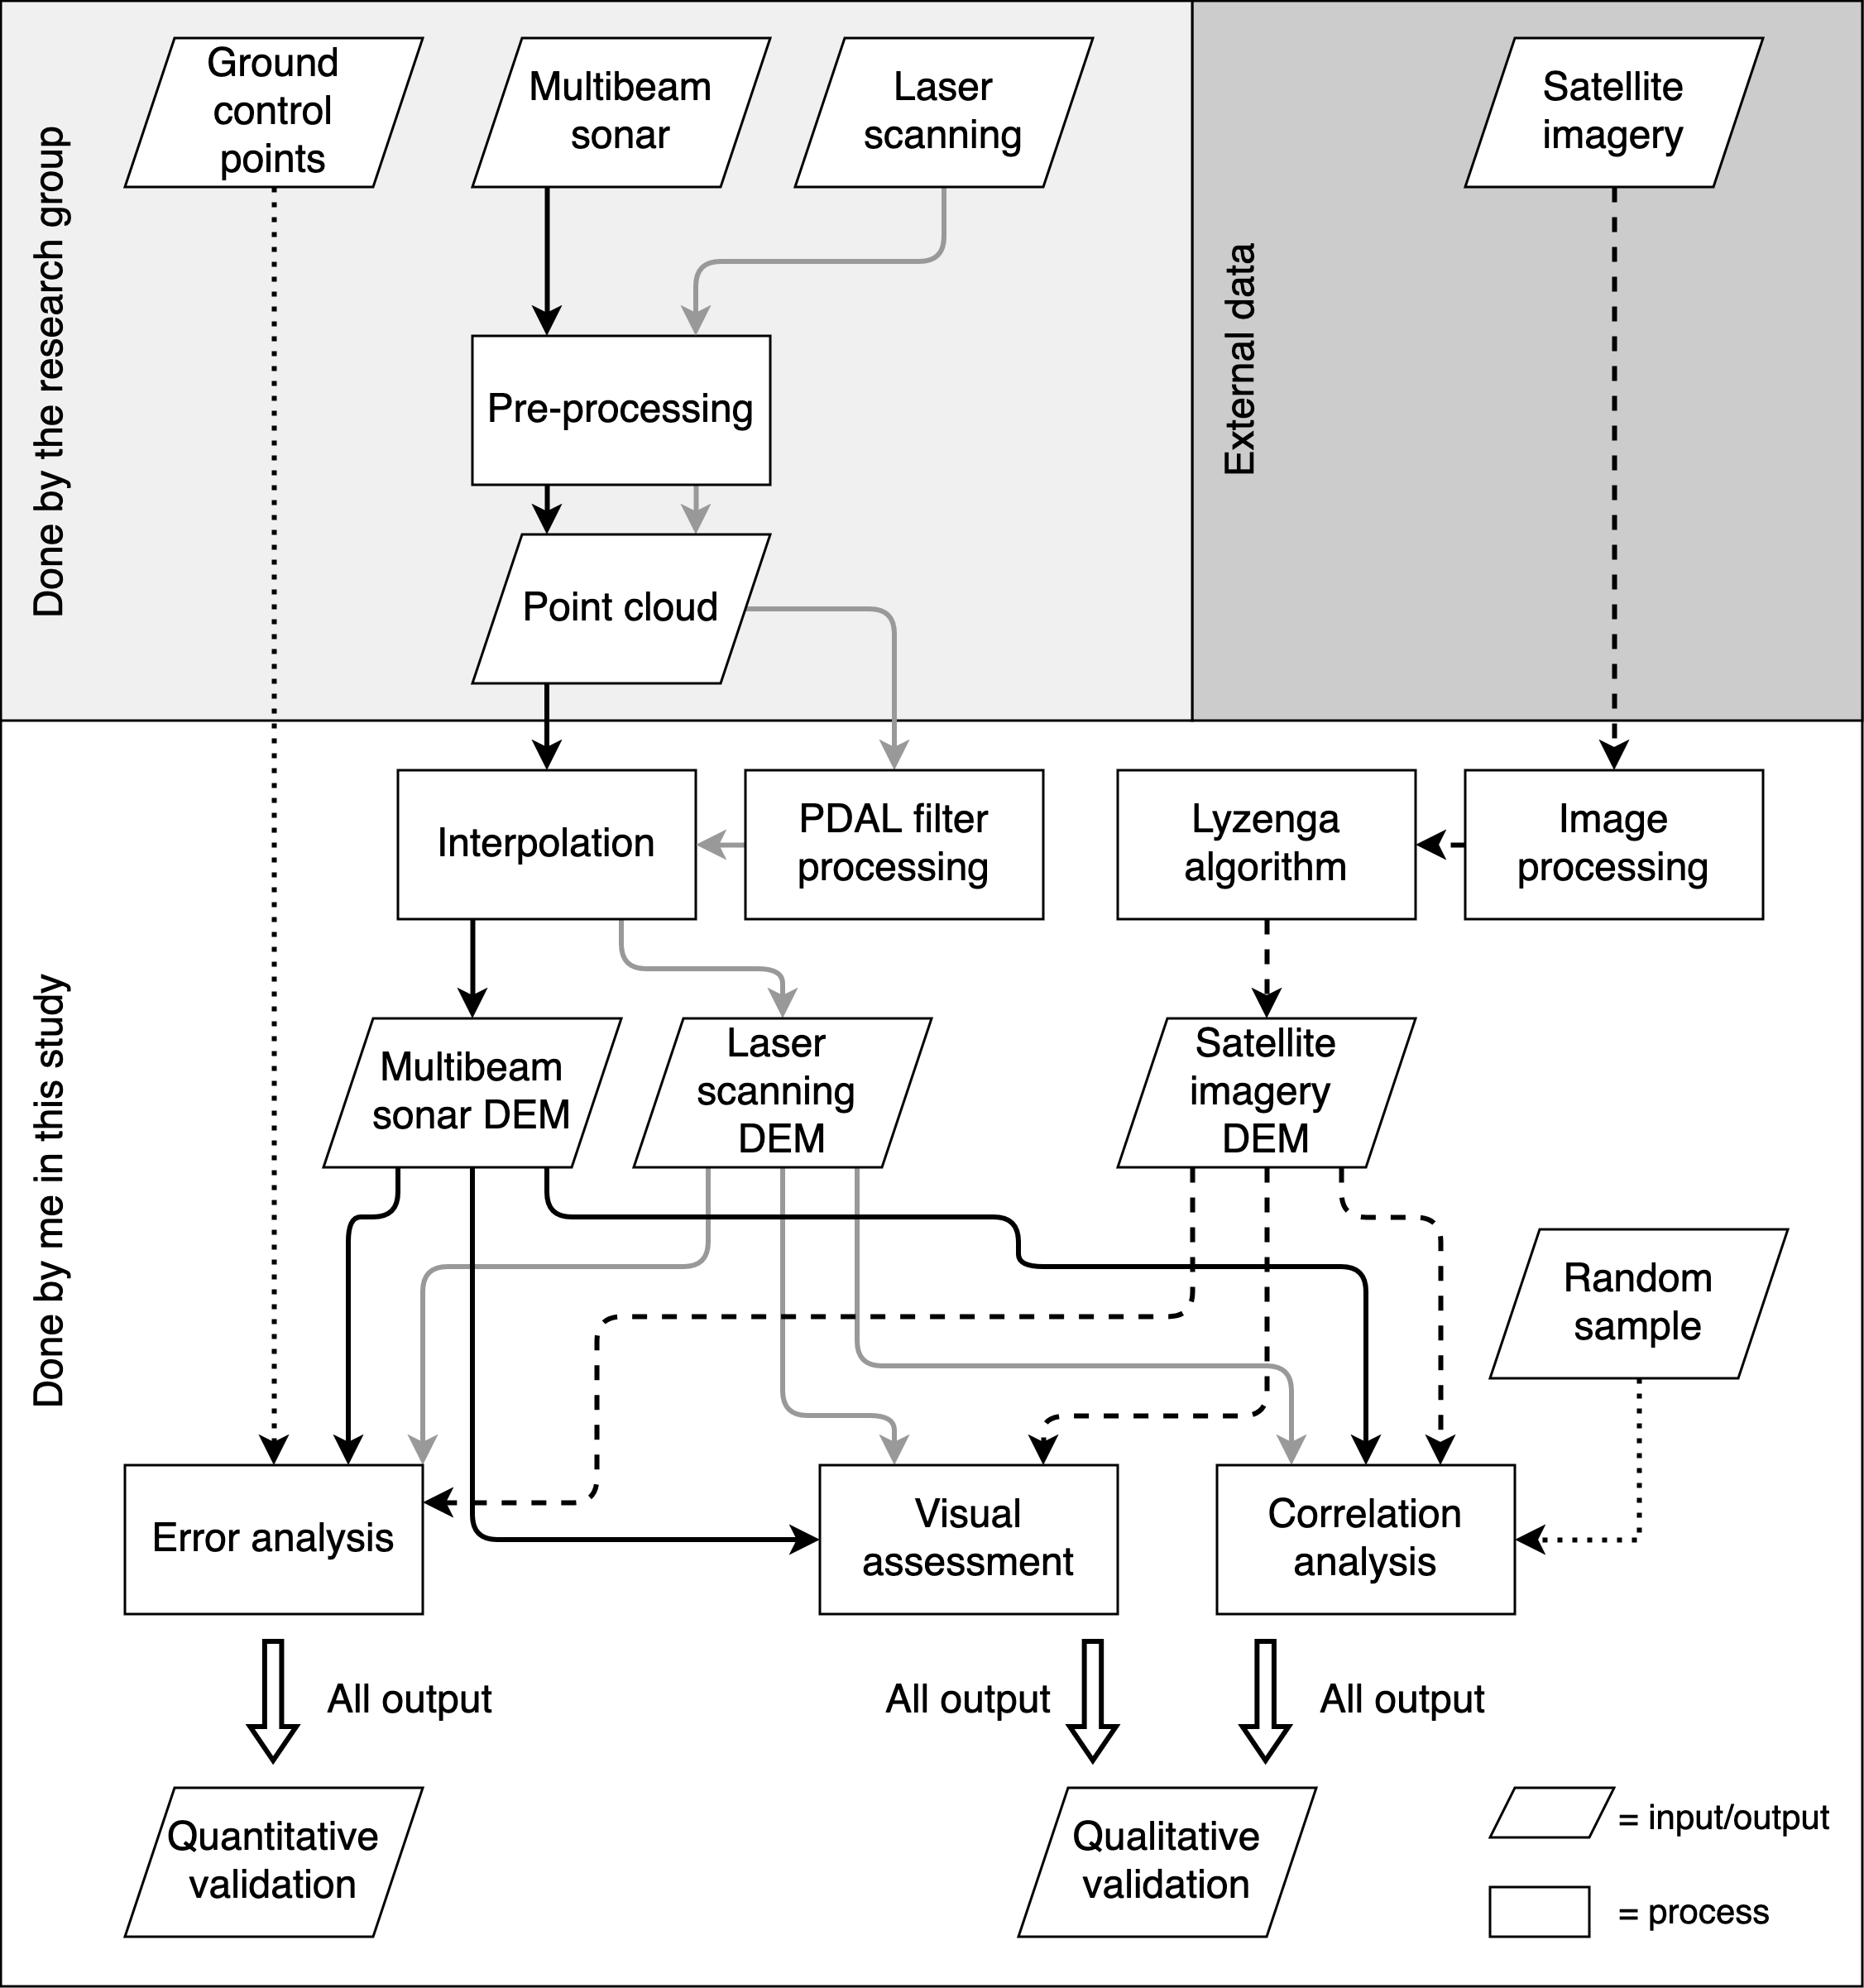 Ground
control
points
Multibeam
sonar
Laser
scanning
Satellite
imagery
Done by the research group
External data
Pre-processing
Point cloud
Interpolation
PDAL filter
processing
Lyzenga
algorithm
Image
processing
Done by me in this study
Multibeam
sonar DEM
Laser
scanning
DEM
Satellite
imagery
DEM
Random
sample
Error analysis
Visual
assessment
Correlation
analysis
All output
All output
All output
Quantitative
validation
Qualitative
validation
= input/output
= process